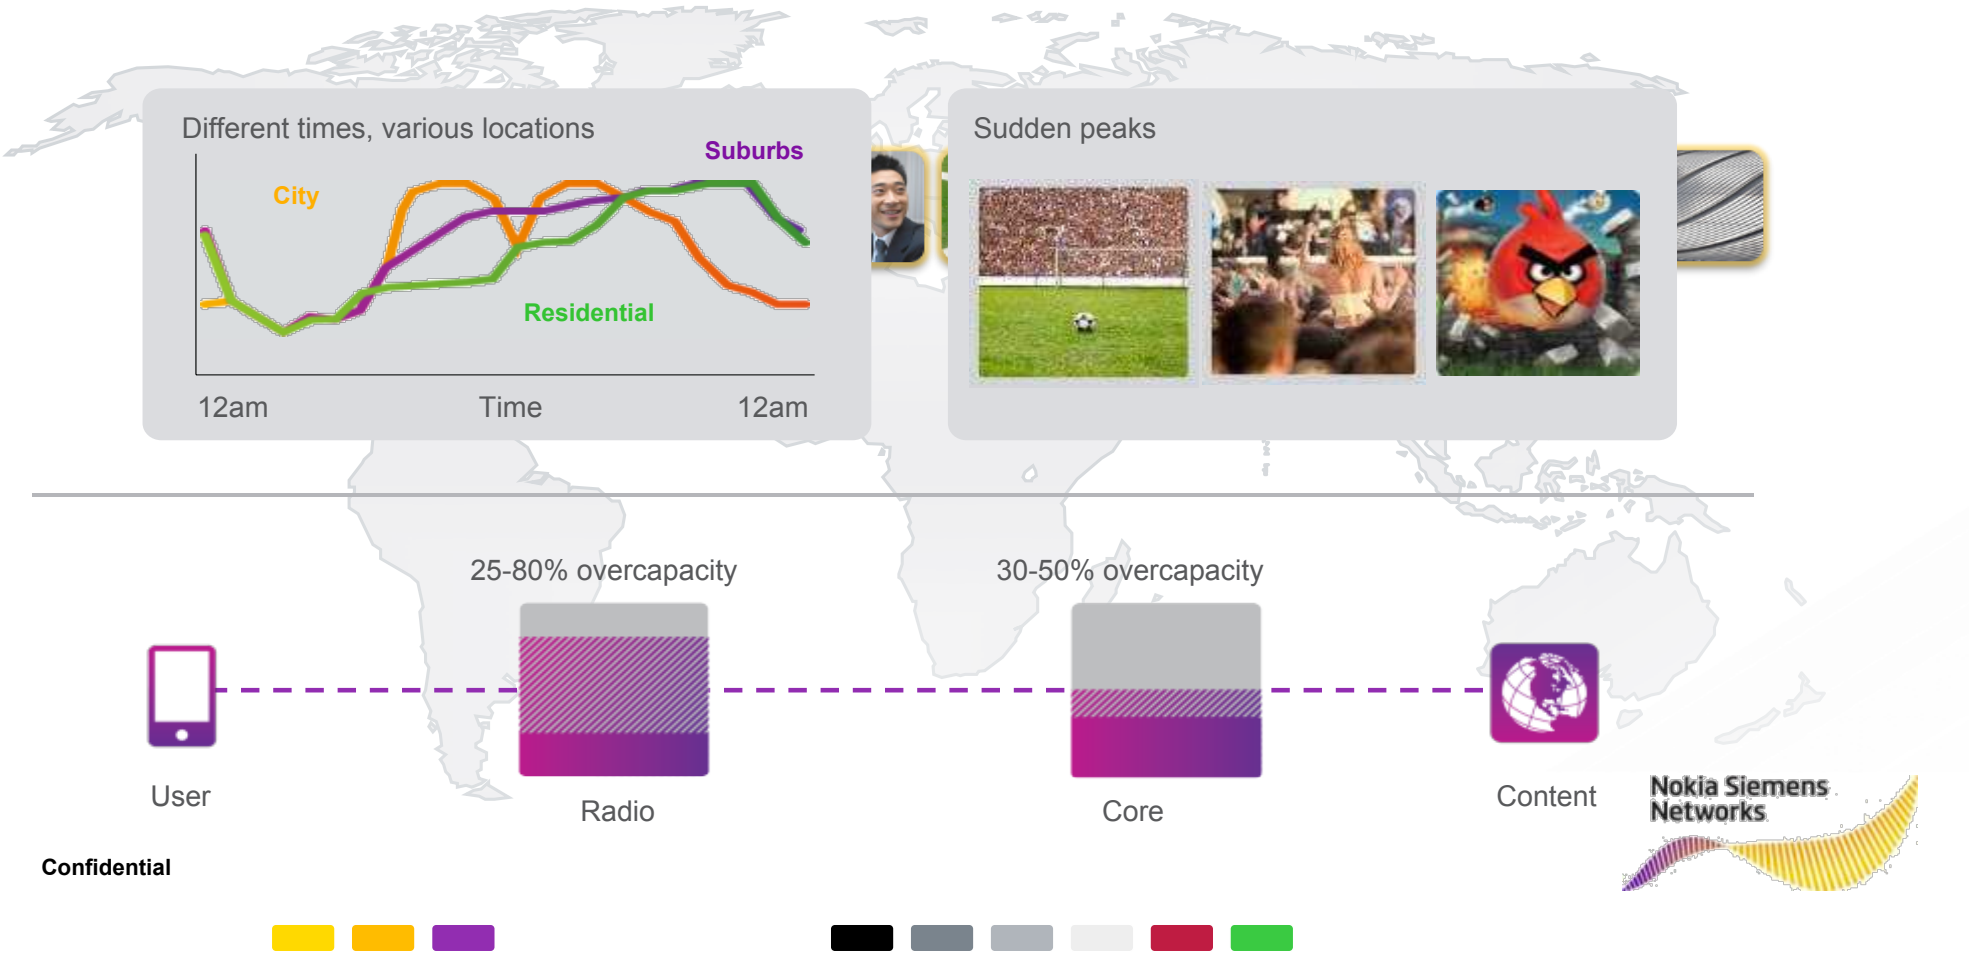 Different times, various locations
Suburbs
City
Residential
12am
Time
12am
Sudden peaks
25-80% overcapacity
30-50% overcapacity
User
Radio
Core
Content
Nokia Siemens
Networks
Confidential